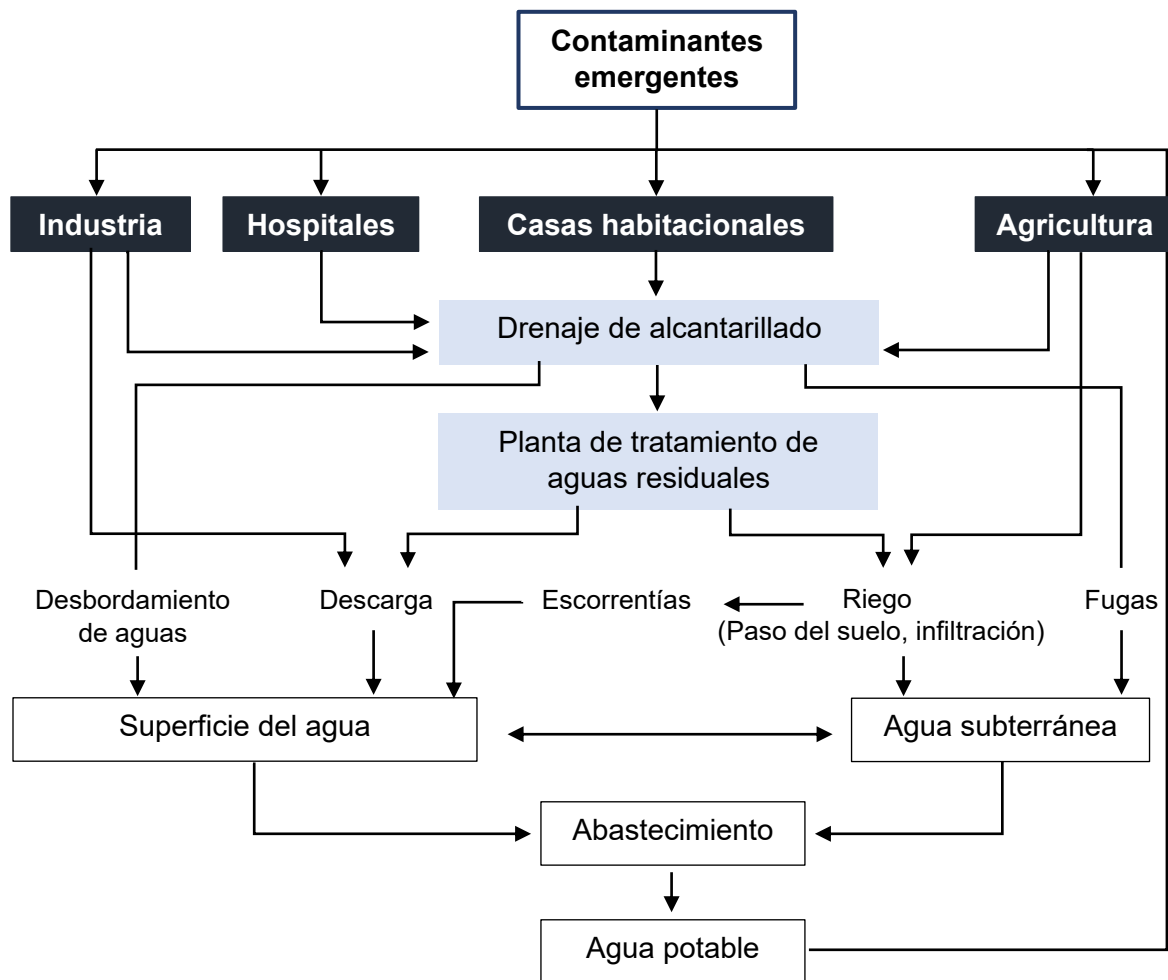 Contaminantes
emergentes
Industria
Hospitales
Casas habitacionales
Agricultura
Drenaje de alcantarillado
Planta de tratamiento de
aguas residuales
Desbordamiento
de aguas
Descarga
Escorrentías
Riego
(Paso del suelo, infiltración)
Fugas
Superficie del agua
Agua subterránea
Abastecimiento
Agua potable